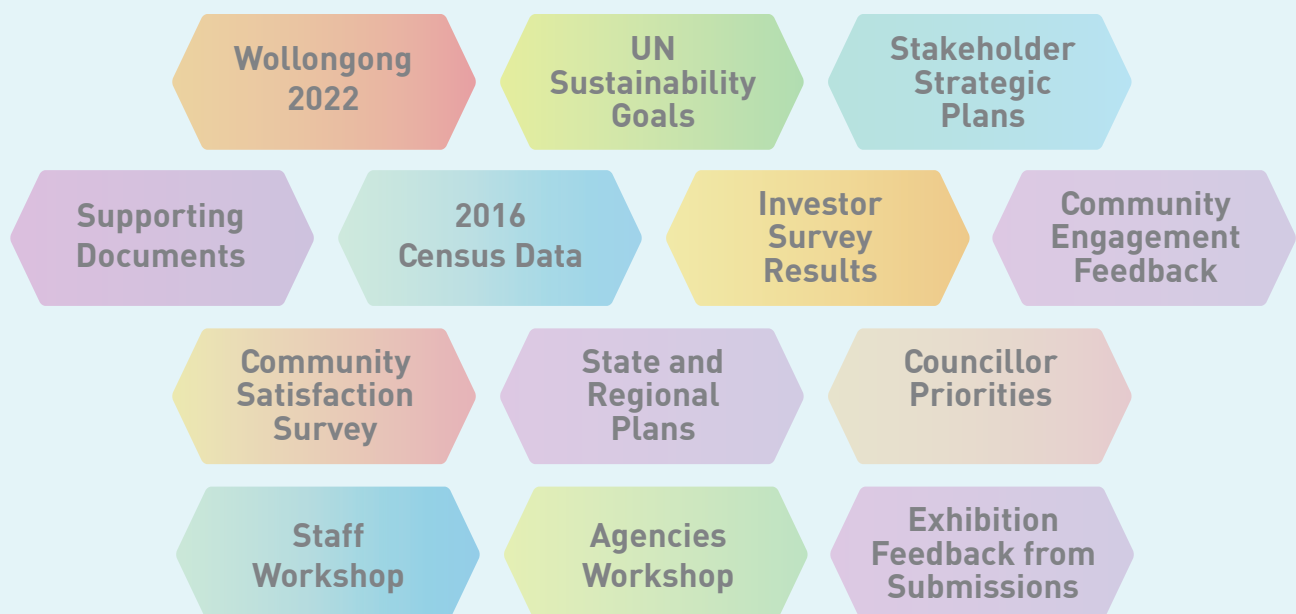 Wollongong
2022
UN
Sustainability
Goals
Stakeholder
Strategic
Plans
Supporting
Documents
2016
Census Data
Investor
Survey
Results
Community
Engagement
Feedback
Community
Satisfaction
Survey
State and
Regional
Plans
Councillor
Priorities
Staff
Workshop
Agencies
Workshop
Exhibition
Feedback from
Submissions